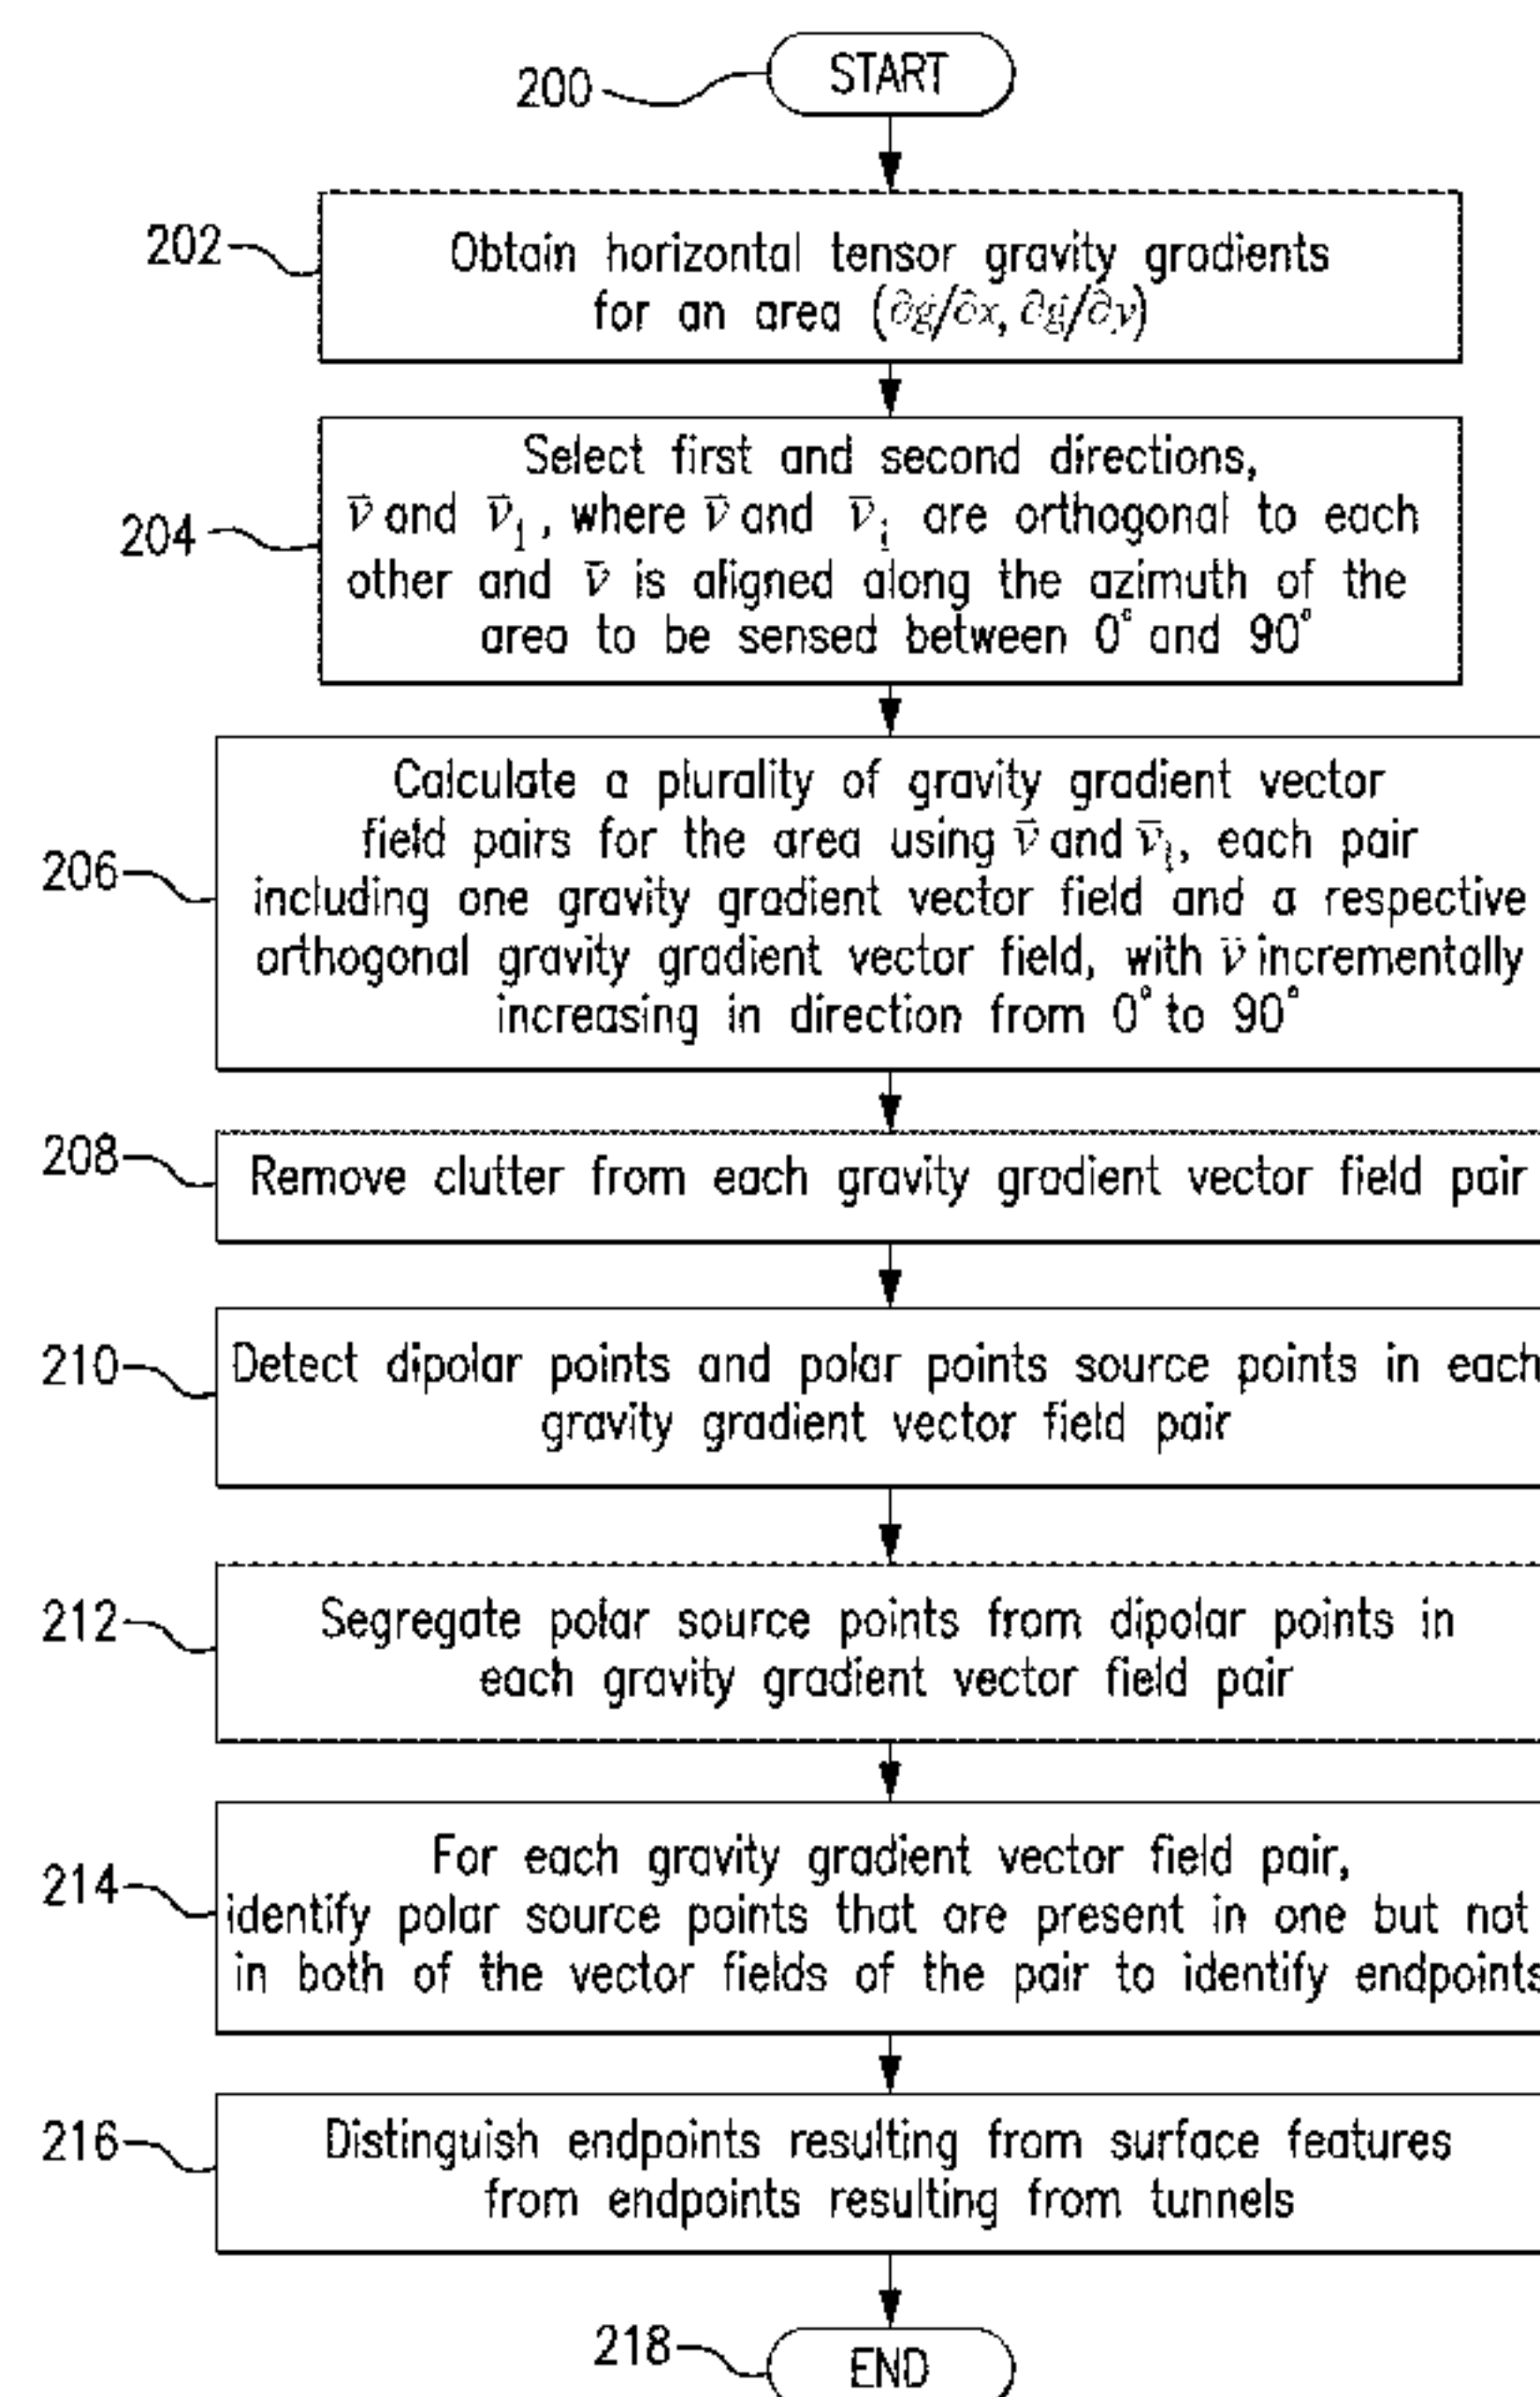 200
START
202
Obtain horizontal tensor gravity gradients
for an area (∂g/∂x, ∂g/∂y)
204
Select first and second directions,
v̄ and v̄⊥, where v̄ and v̄⊥ are orthogonal to each
other and v̄ is aligned along the azimuth of the
area to be sensed between 0° and 90°
206
Calculate a plurality of gravity gradient vector
field pairs for the area using v̄ and v̄⊥, each pair
including one gravity gradient vector field and a respective
orthogonal gravity gradient vector field, with v̄ incrementally
increasing in direction from 0° to 90°
208
Remove clutter from each gravity gradient vector field pair
210
Detect dipolar points and polar points source points in each
gravity gradient vector field pair
212
Segregate polar source points from dipolar points in
each gravity gradient vector field pair
214
For each gravity gradient vector field pair,
identify polar source points that are present in one but not
in both of the vector fields of the pair to identify endpoints
216
Distinguish endpoints resulting from surface features
from endpoints resulting from tunnels
218
END